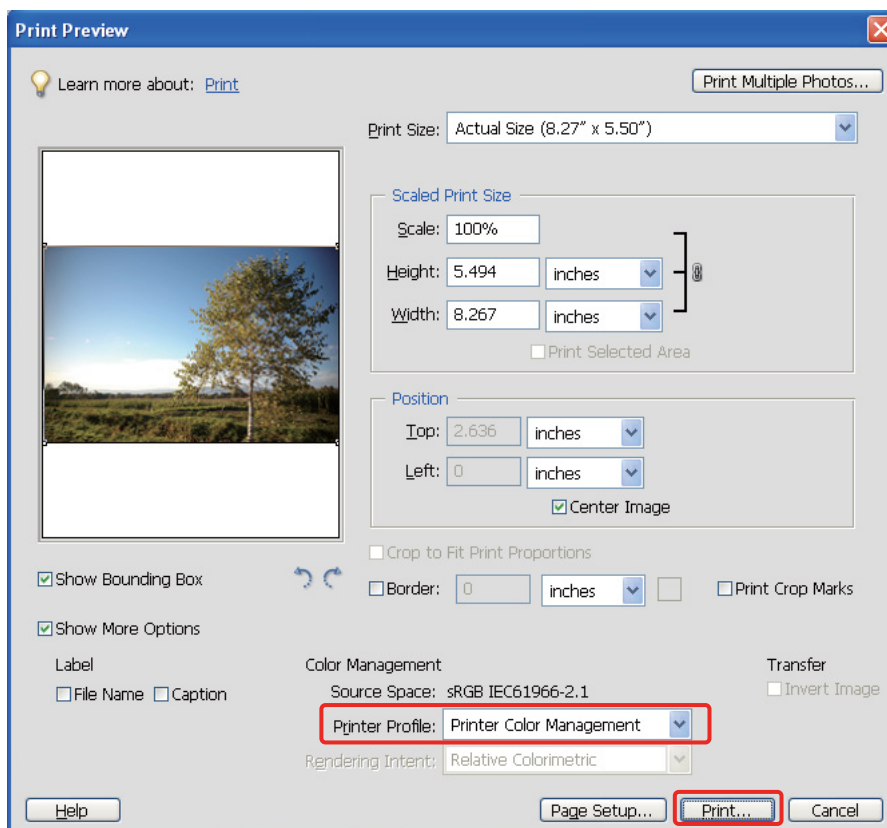 Print Preview
Learn more about: Print
Print Multiple Photos...
Print Size: Actual Size (8.27" x 5.50")
Scaled Print Size
Scale: 100%
Height: 5.494 inches
Width: 8.267 inches
Print Selected Area
Position
Top: 2.636 inches
Left: 0 inches
Center Image
Crop to Fit Print Proportions
Show Bounding Box
Border: 0 inches
Print Crop Marks
Show More Options
Label
Color Management
Transfer
File Name
Caption
Source Space: sRGB IEC61966-2.1
Invert Image
Printer Profile: Printer Color Management
Rendering Intent: Relative Colorimetric
Help
Page Setup...
Print...
Cancel